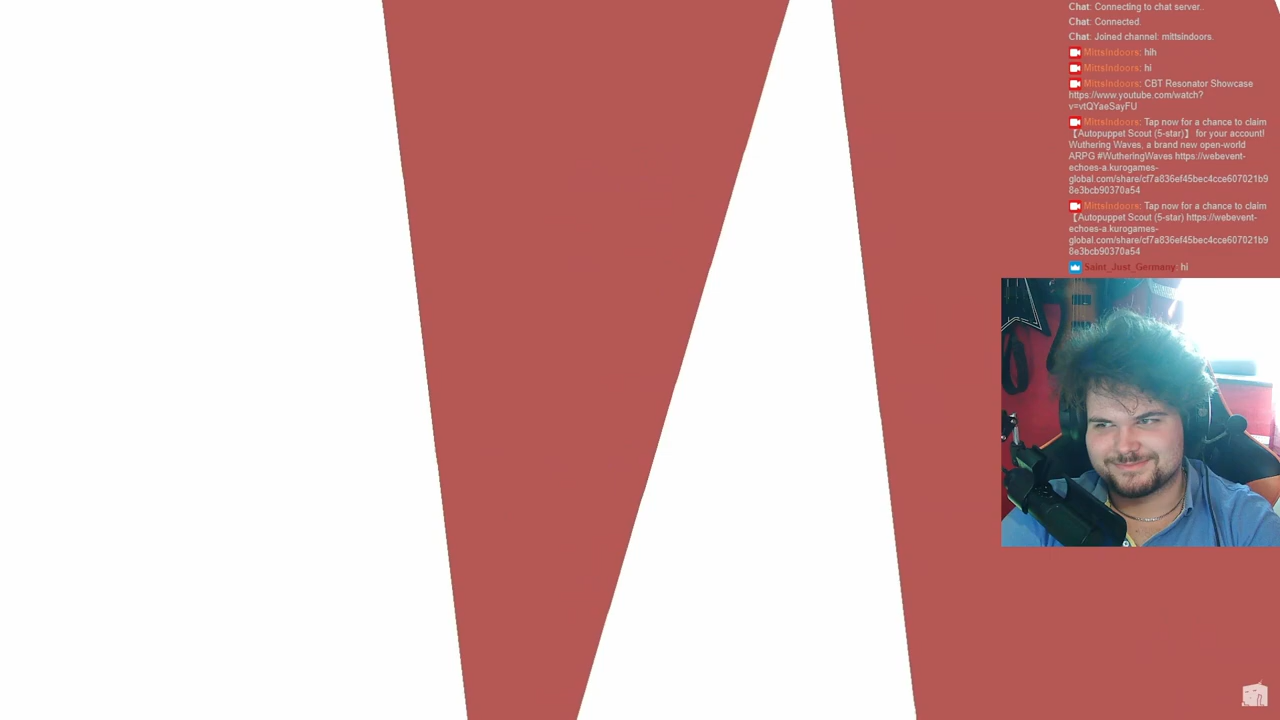 Chat: Connecting to chat server..
Chat: Connected.
Chat: Joined channel: mittsindoors.
MittsIndoors: hih
MittsIndoors: hi
MittsIndoors: CBT Resonator Showcase
https://www.youtube.com/watch?
v=vtQYaeSayFU
MittsIndoors: Tap now for a chance to claim
【Autopuppet Scout (5-star)】 for your account!
Wuthering Waves, a brand new open-world
ARPG #WutheringWaves https://webevent-
echoes-a.kurogames-
global.com/share/cf7a836ef45bec4cce607021b9
8e3bcb90370a54
MittsIndoors: Tap now for a chance to claim
【Autopuppet Scout (5-star) https://webevent-
echoes-a.kurogames-
global.com/share/cf7a836ef45bec4cce607021b9
8e3bcb90370a54
Saint_Just_Germany: hi